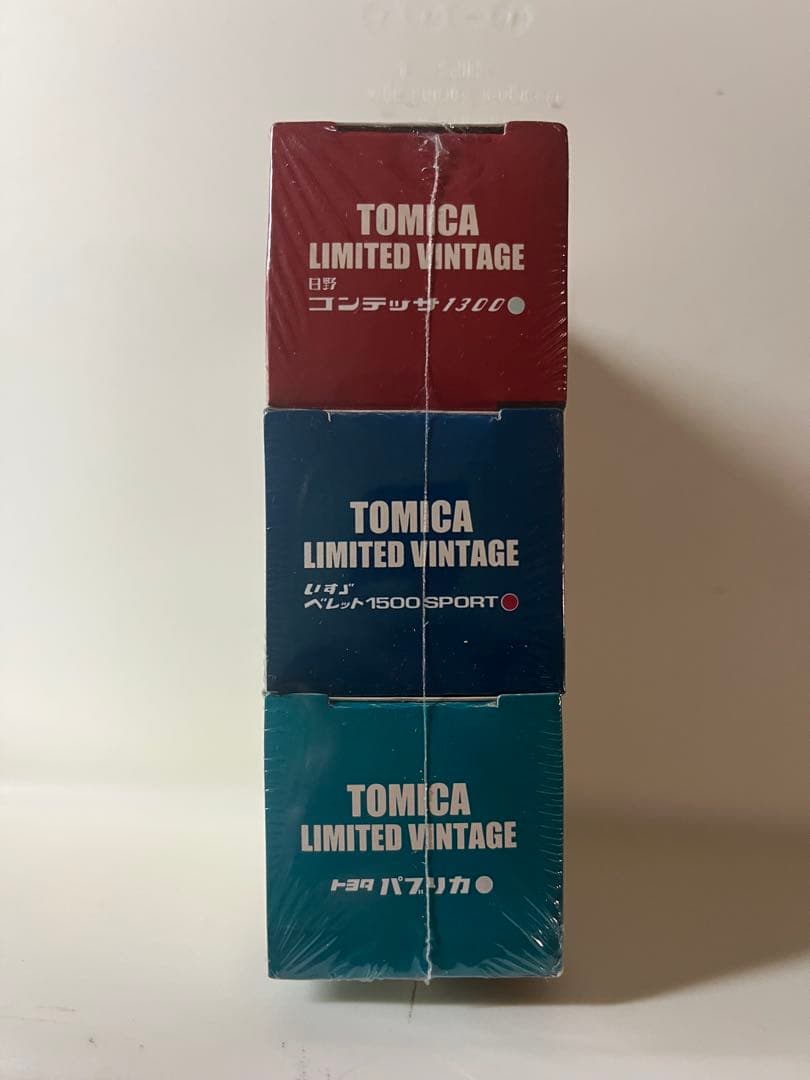 TOMICA
LIMITED VINTAGE
日野
コンテッサ1300
TOMICA
LIMITED VINTAGE
いすゞ
ベレット1500 SPORT
TOMICA
LIMITED VINTAGE
トヨタ パブリカ